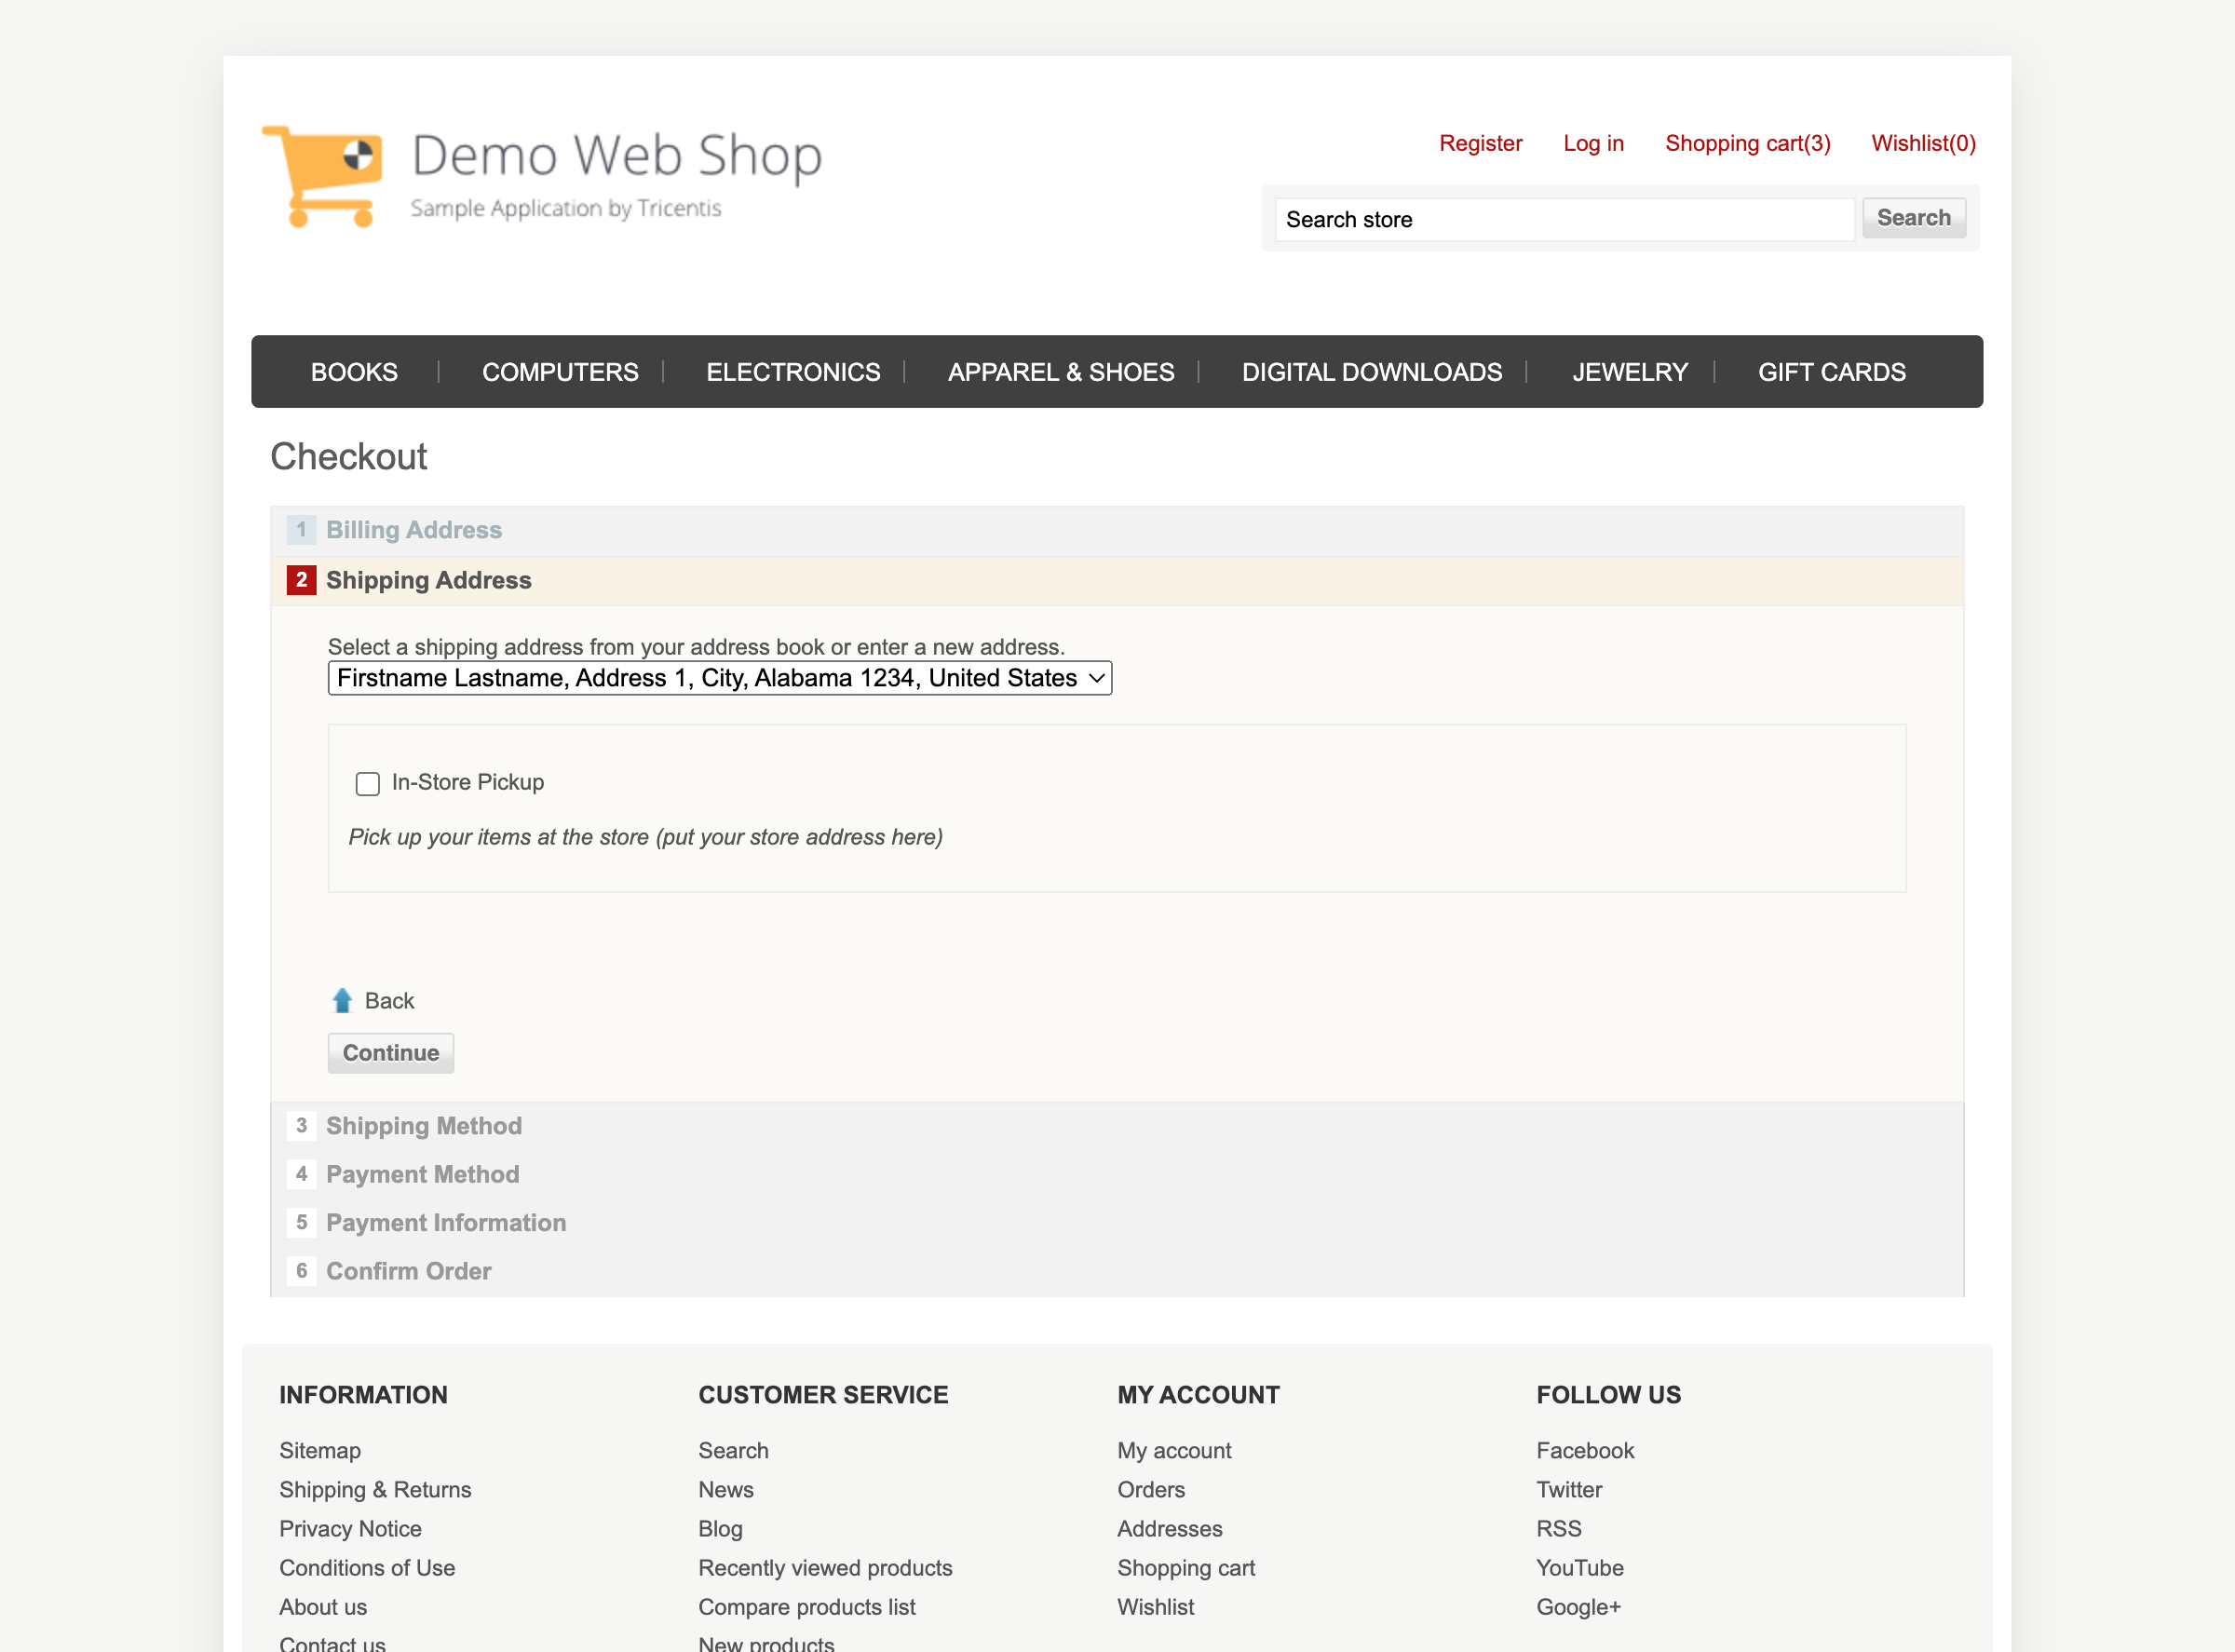 Demo Web Shop
Sample Application by Tricentis
Register Log in Shopping cart(3) Wishlist(0)
Search store Search
BOOKS COMPUTERS ELECTRONICS APPAREL & SHOES DIGITAL DOWNLOADS JEWELRY GIFT CARDS
Checkout
1 Billing Address
2 Shipping Address
Select a shipping address from your address book or enter a new address.
Firstname Lastname, Address 1, City, Alabama 1234, United States
In-Store Pickup
Pick up your items at the store (put your store address here)
Back
Continue
3 Shipping Method
4 Payment Method
5 Payment Information
6 Confirm Order
INFORMATION
Sitemap
Shipping & Returns
Privacy Notice
Conditions of Use
About us
Contact us
CUSTOMER SERVICE
Search
News
Blog
Recently viewed products
Compare products list
New products
MY ACCOUNT
My account
Orders
Addresses
Shopping cart
Wishlist
FOLLOW US
Facebook
Twitter
RSS
YouTube
Google+